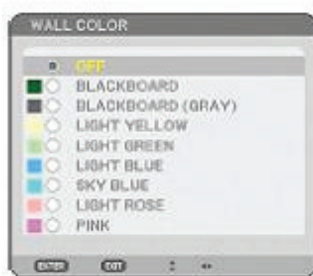 WALL COLOR
OFF
BLACKBOARD
BLACKBOARD (GRAY)
LIGHT YELLOW
LIGHT GREEN
LIGHT BLUE
SKY BLUE
LIGHT ROSE
PINK
ENTER EXIT